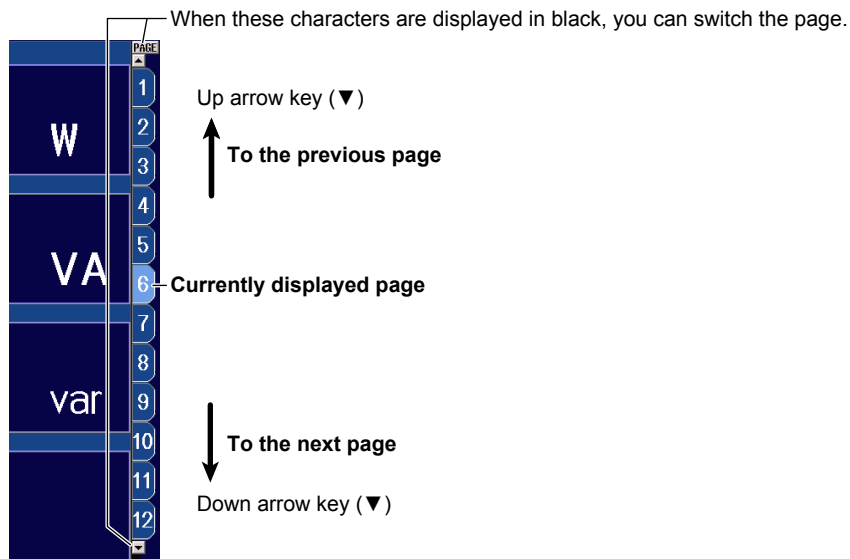 When these characters are displayed in black, you can switch the page.
PAGE
▲
1
Up arrow key (▼)
2
W
To the previous page
3
4
5
VA
6
Currently displayed page
7
8
var
9
10
To the next page
11
Down arrow key (▼)
12
▼